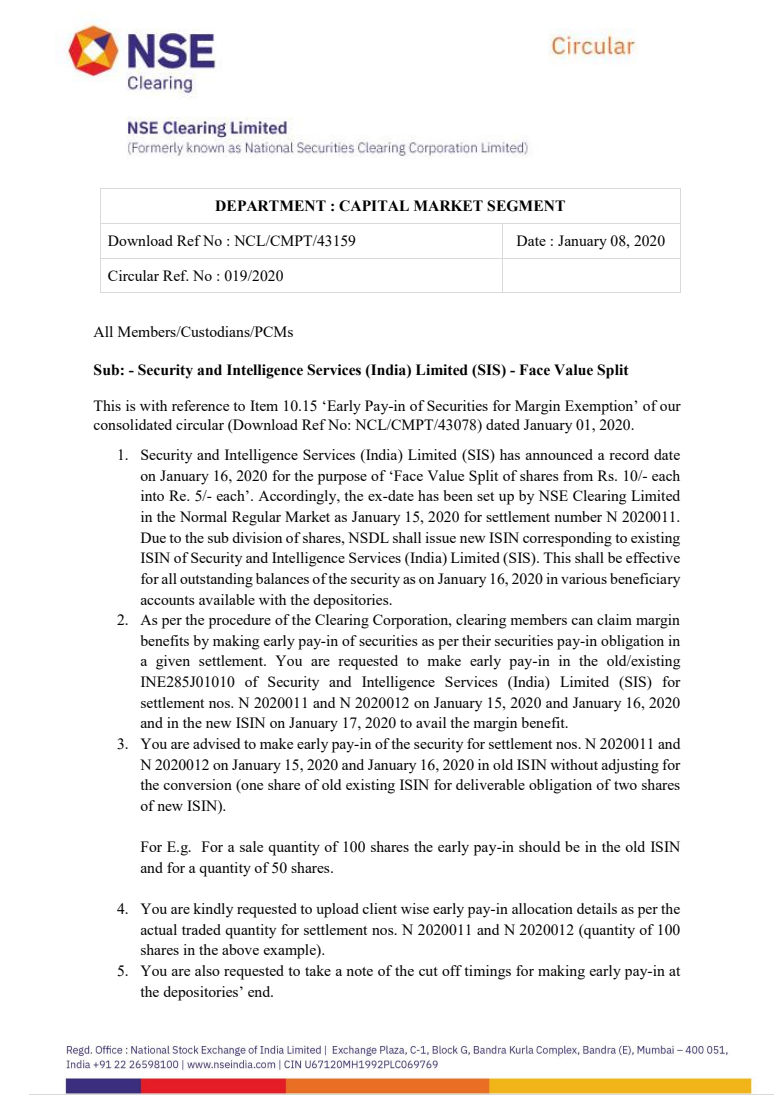 NSE
Clearing
Circular
NSE Clearing Limited
(Formerly known as National Securities Clearing Corporation Limited)
DEPARTMENT : CAPITAL MARKET SEGMENT
Download Ref No : NCL/CMPT/43159 Date : January 08, 2020
Circular Ref. No : 019/2020
All Members/Custodians/PCMs
Sub: - Security and Intelligence Services (India) Limited (SIS) - Face Value Split
This is with reference to Item 10.15 ‘Early Pay-in of Securities for Margin Exemption’ of our
consolidated circular (Download Ref No: NCL/CMPT/43078) dated January 01, 2020.
1. Security and Intelligence Services (India) Limited (SIS) has announced a record date
on January 16, 2020 for the purpose of ‘Face Value Split of shares from Rs. 10/- each
into Re. 5/- each’. Accordingly, the ex-date has been set up by NSE Clearing Limited
in the Normal Regular Market as January 15, 2020 for settlement number N 2020011.
Due to the sub division of shares, NSDL shall issue new ISIN corresponding to existing
ISIN of Security and Intelligence Services (India) Limited (SIS). This shall be effective
for all outstanding balances of the security as on January 16, 2020 in various beneficiary
accounts available with the depositories.
2. As per the procedure of the Clearing Corporation, clearing members can claim margin
benefits by making early pay-in of securities as per their securities pay-in obligation in
a given settlement. You are requested to make early pay-in in the old/existing
INE285J01010 of Security and Intelligence Services (India) Limited (SIS) for
settlement nos. N 2020011 and N 2020012 on January 15, 2020 and January 16, 2020
and in the new ISIN on January 17, 2020 to avail the margin benefit.
3. You are advised to make early pay-in of the security for settlement nos. N 2020011 and
N 2020012 on January 15, 2020 and January 16, 2020 in old ISIN without adjusting for
the conversion (one share of old existing ISIN for deliverable obligation of two shares
of new ISIN).
For E.g. For a sale quantity of 100 shares the early pay-in should be in the old ISIN
and for a quantity of 50 shares.
4. You are kindly requested to upload client wise early pay-in allocation details as per the
actual traded quantity for settlement nos. N 2020011 and N 2020012 (quantity of 100
shares in the above example).
5. You are also requested to take a note of the cut off timings for making early pay-in at
the depositories’ end.
Regd. Office : National Stock Exchange of India Limited | Exchange Plaza, C-1, Block G, Bandra Kurla Complex, Bandra (E), Mumbai – 400 051,
India +91 22 26598100 | www.nseindia.com | CIN U67120MH1992PLC069769